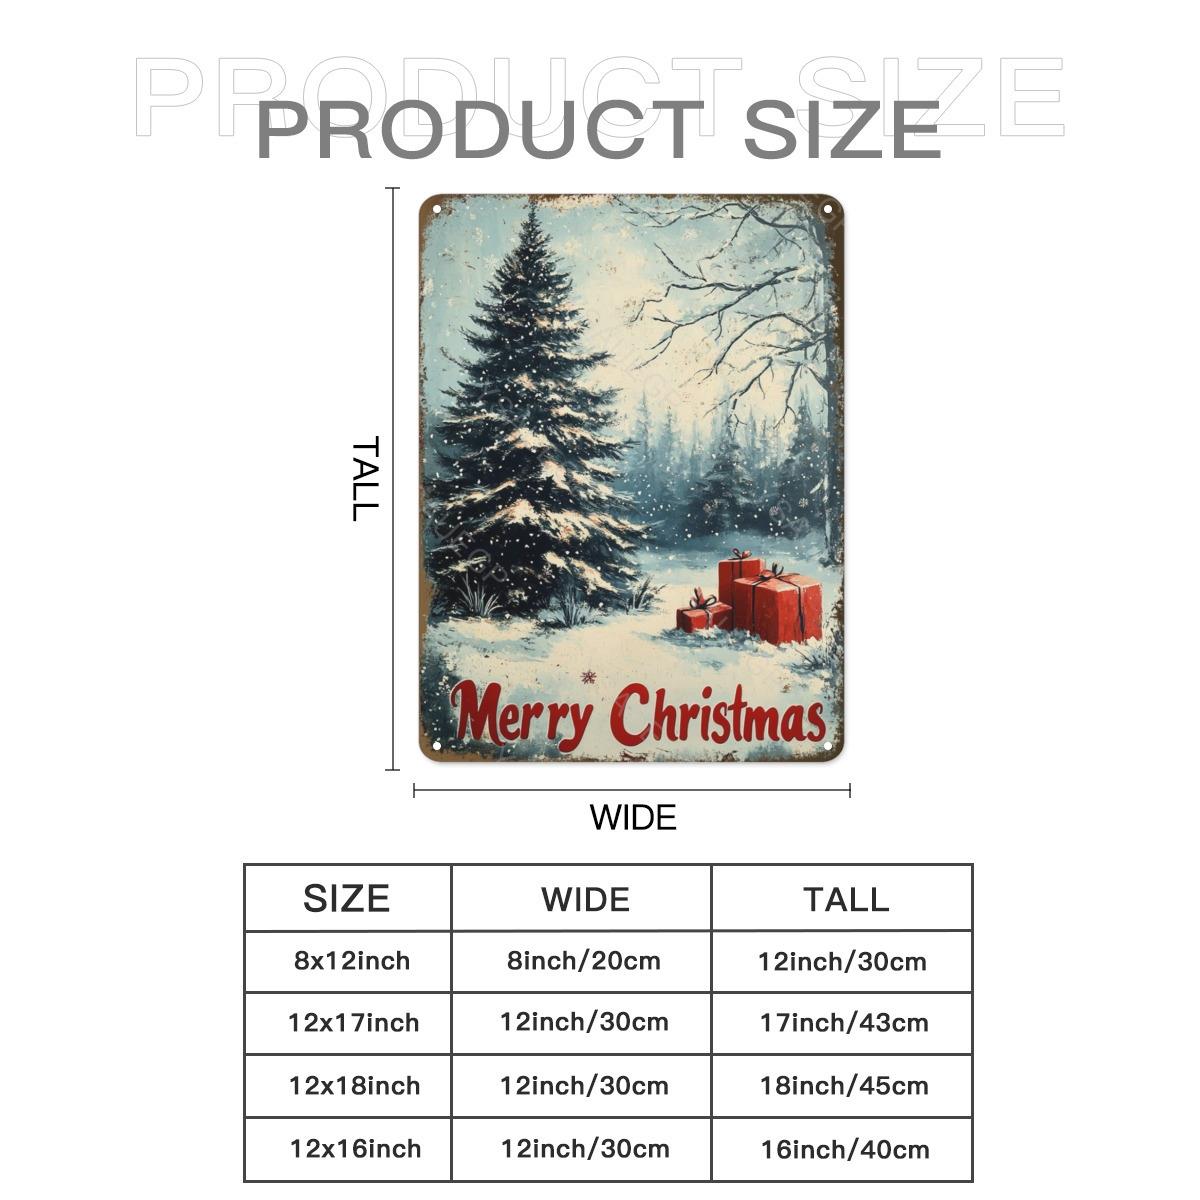 PRODUCT SIZE
PRODUCT SIZE
TALL
Merry Christmas
WIDE
SIZE WIDE TALL
8x12inch 8inch/20cm 12inch/30cm
12x17inch 12inch/30cm 17inch/43cm
12x18inch 12inch/30cm 18inch/45cm
12x16inch 12inch/30cm 16inch/40cm